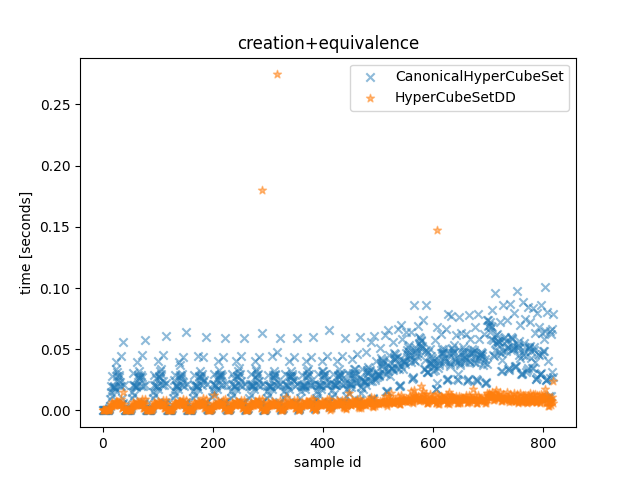 creation+equivalence
CanonicalHyperCubeSet
HyperCubeSetDD
0.25
0.20
0.15
0.10
0.05
0.00
time [seconds]
0 200 400 600 800
sample id